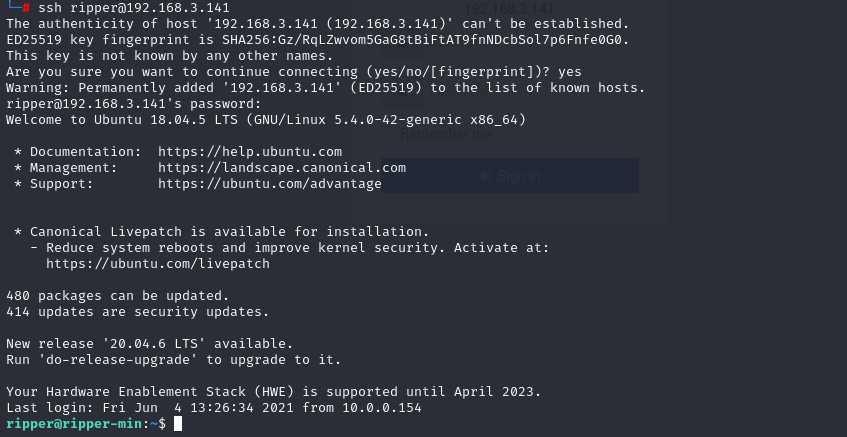 └─# ssh ripper@192.168.3.141
The authenticity of host '192.168.3.141 (192.168.3.141)' can't be established.
ED25519 key fingerprint is SHA256:Gz/RqLZwvom5GaG8tBiFtAT9fnNDcbSol7p6Fnfe0G0.
This key is not known by any other names.
Are you sure you want to continue connecting (yes/no/[fingerprint])? yes
Warning: Permanently added '192.168.3.141' (ED25519) to the list of known hosts.
ripper@192.168.3.141's password:
Welcome to Ubuntu 18.04.5 LTS (GNU/Linux 5.4.0-42-generic x86_64)
Remember me
 * Documentation:  https://help.ubuntu.com
 * Management:     https://landscape.canonical.com
 * Support:        https://ubuntu.com/advantage
Sign in
 * Canonical Livepatch is available for installation.
   - Reduce system reboots and improve kernel security. Activate at:
     https://ubuntu.com/livepatch
480 packages can be updated.
414 updates are security updates.
New release '20.04.6 LTS' available.
Run 'do-release-upgrade' to upgrade to it.
Your Hardware Enablement Stack (HWE) is supported until April 2023.
Last login: Fri Jun  4 13:26:34 2021 from 10.0.0.154
ripper@ripper-min:~$